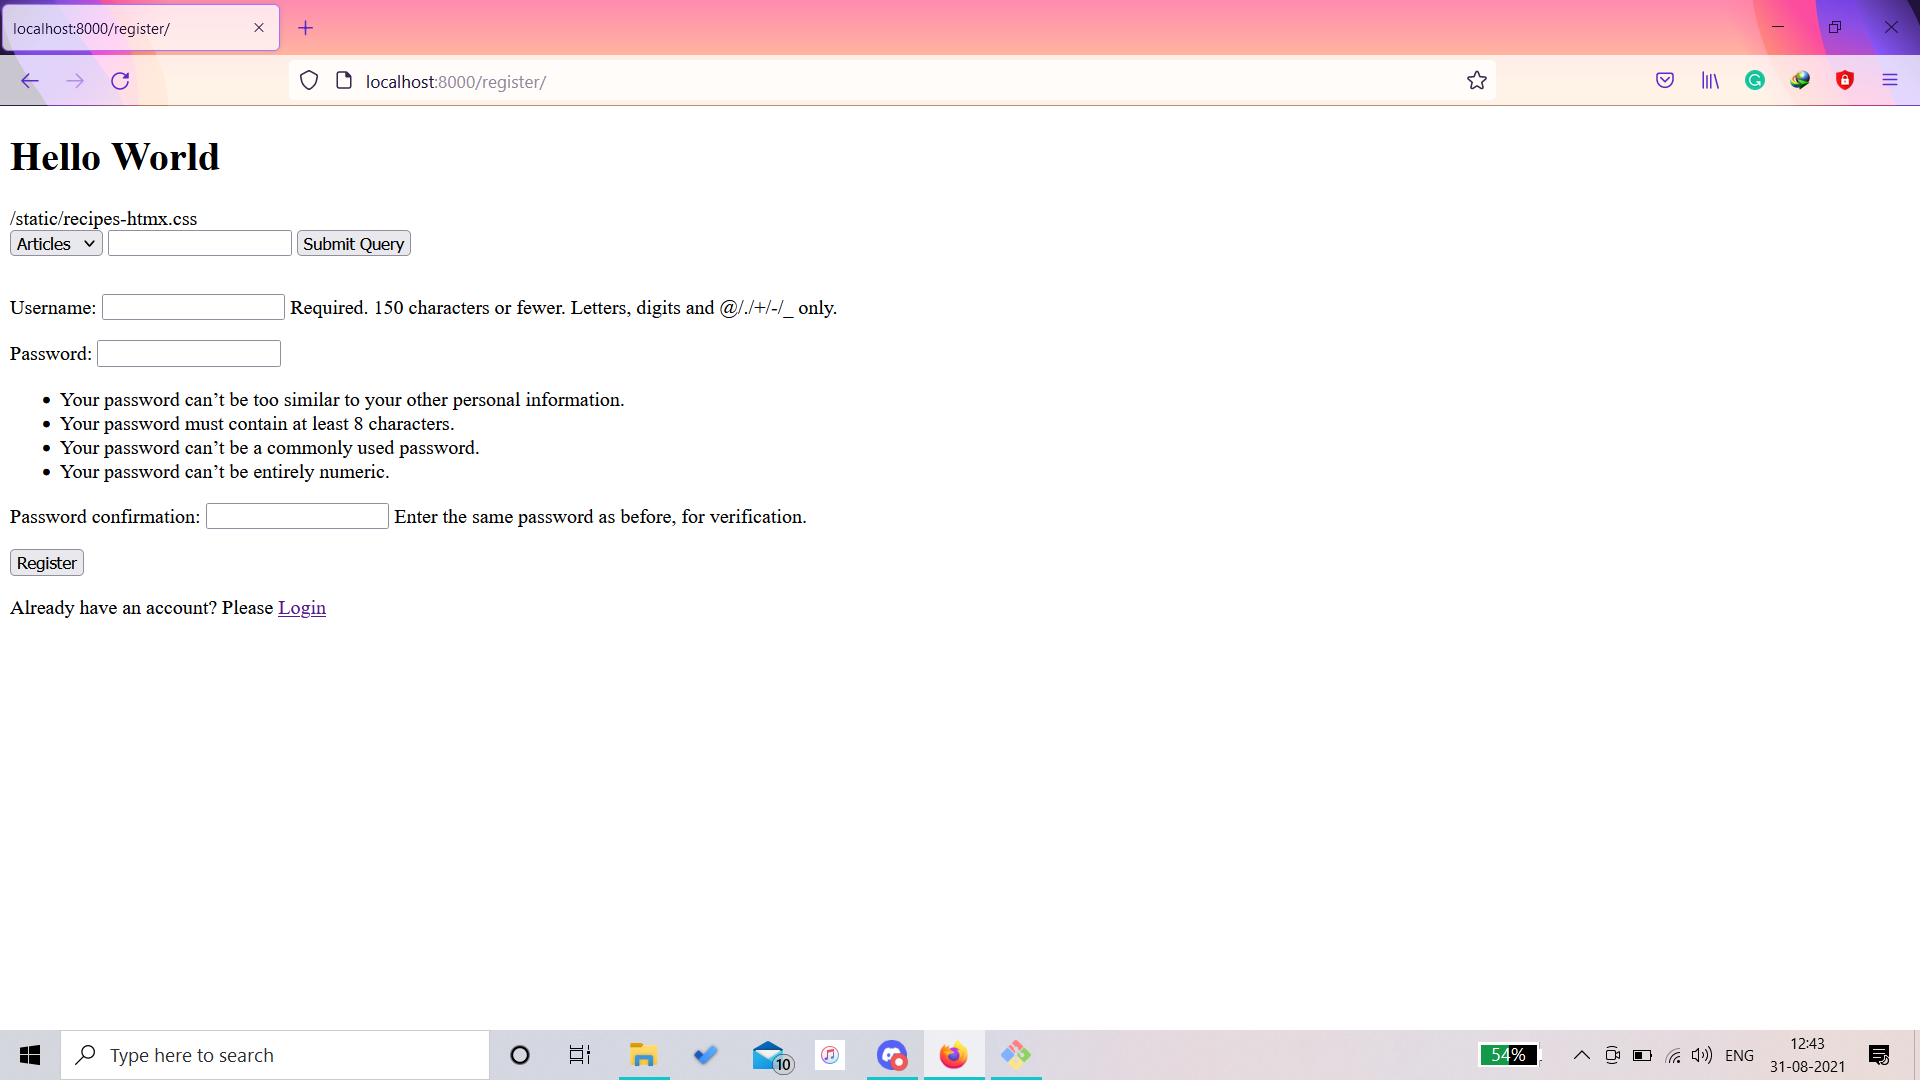 localhost:8000/register/
localhost:8000/register/
Hello World
/static/recipes-htmx.css
Articles Submit Query
Username: Required. 150 characters or fewer. Letters, digits and @/./+/-/_ only.
Password:
Your password can’t be too similar to your other personal information.
Your password must contain at least 8 characters.
Your password can’t be a commonly used password.
Your password can’t be entirely numeric.
Password confirmation: Enter the same password as before, for verification.
Register
Already have an account? Please Login
Type here to search
10
54%
ENG
12:43
31-08-2021
3